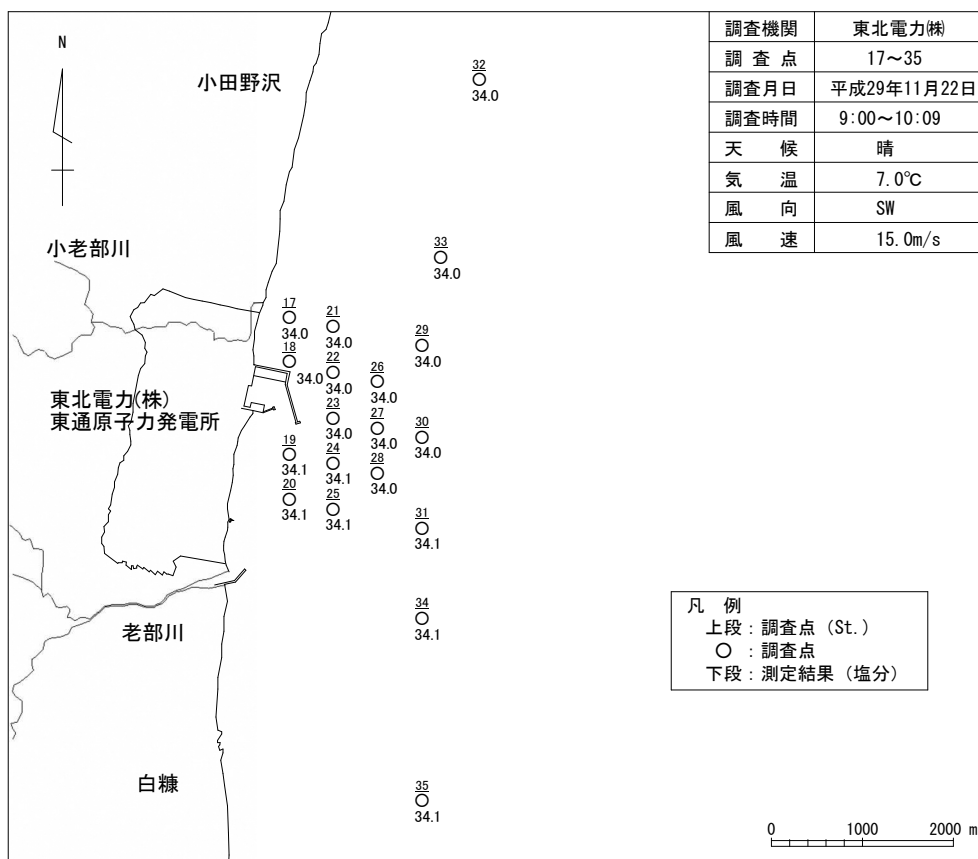 調査機関 東北電力㈱
調査点 17～35
調査月日 平成29年11月22日
調査時間 9:00～10:09
天候 晴
気温 7.0℃
風向 SW
風速 15.0m/s
N
小田野沢
32
34.0
小老部川
33
34.0
17
34.0
21
34.0
29
34.0
18
34.0
22
34.0
26
34.0
東北電力(株)
東通原子力発電所
23
34.0
27
34.0
30
34.0
19
34.1
24
34.1
28
34.0
20
34.1
25
34.1
31
34.1
34
34.1
老部川
凡 例
上段：調査点（St.）
○ ：調査点
下段：測定結果（塩分）
白糠
35
34.1
0 1000 2000 m